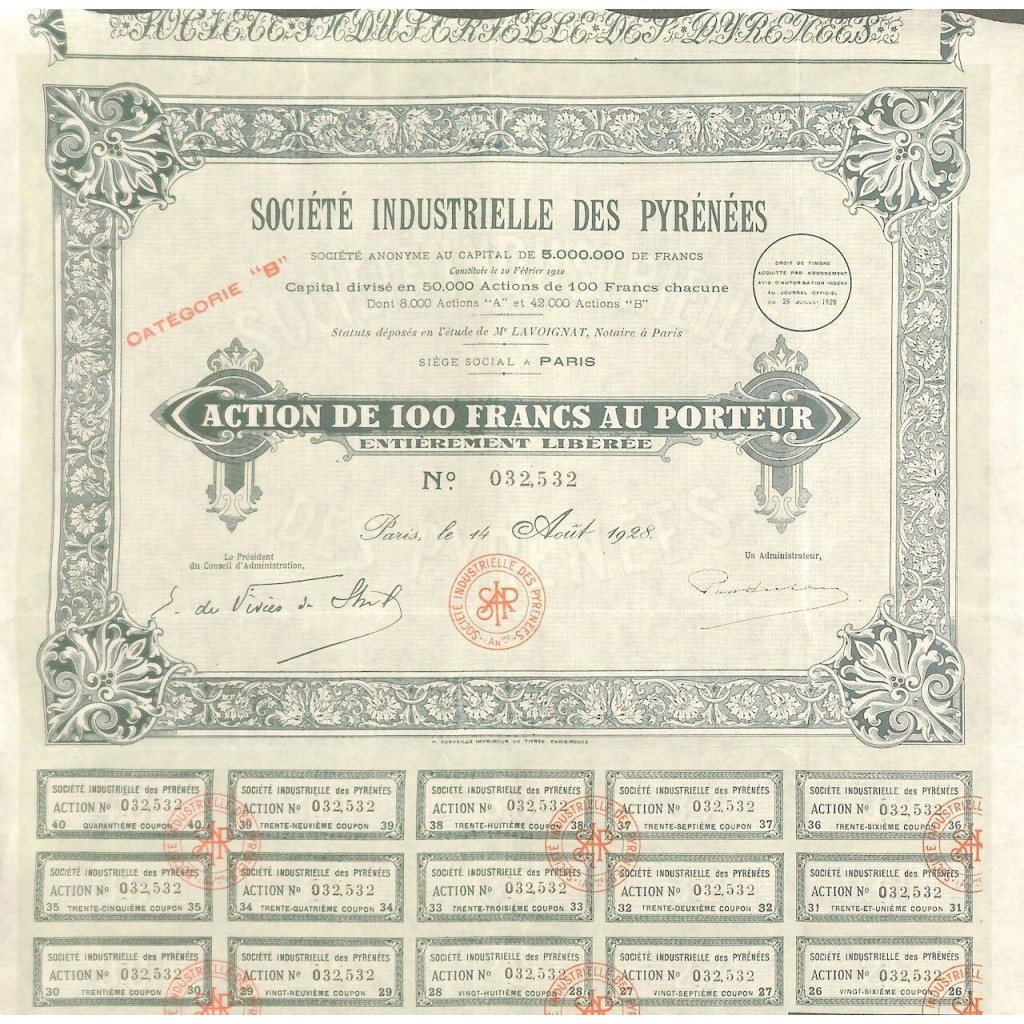 SOCIÉTÉ INDUSTRIELLE DES PYRÉNÉES
SOCIÉTÉ INDUSTRIELLE DES PYRÉNÉES
SOCIÉTÉ ANONYME AU CAPITAL DE 5.000.000 DE FRANCS
Constituée le 10 Février 1910
Capital divisé en 50,000 Actions de 100 Francs chacune
Dont 8.000 Actions "A" et 42 000 Actions "B"
CATÉGORIE "B"
DROIT DE TIMBRE
ACQUITTÉ PAR ABONNEMENT
AVIS D'AUTORISATION INSÉRÉ
AU JOURNAL OFFICIEL
DU 25 JUILLET 1928
Statuts déposés en l'étude de Me LAVOIGNAT, Notaire à Paris
SIÈGE SOCIAL A PARIS
ACTION DE 100 FRANCS AU PORTEUR
ENTIÈREMENT LIBÉRÉE
No. 032,532
Paris, le 14 Août 1928.
Le Président
du Conseil d'Administration,
Un Administrateur,
SOCIÉTÉ INDUSTRIELLE DES PYRÉNÉES
(ANME)
IMPRIMEUR DE TITRES PARIS-RODEZ
SOCIÉTÉ INDUSTRIELLE des PYRÉNÉES
ACTION No 032,532
40 QUARANTIÈME COUPON 40
SOCIÉTÉ INDUSTRIELLE des PYRÉNÉES
ACTION No 032,532
39 TRENTE-NEUVIÈME COUPON 39
SOCIÉTÉ INDUSTRIELLE des PYRÉNÉES
ACTION No 032,532
38 TRENTE-HUITIÈME COUPON 38
SOCIÉTÉ INDUSTRIELLE des PYRÉNÉES
ACTION No 032,532
37 TRENTE-SEPTIÈME COUPON 37
SOCIÉTÉ INDUSTRIELLE des PYRÉNÉES
ACTION No 032,532
36 TRENTE-SIXIÈME COUPON 36
SOCIÉTÉ INDUSTRIELLE des PYRÉNÉES
ACTION No 032,532
35 TRENTE-CINQUIÈME COUPON 35
SOCIÉTÉ INDUSTRIELLE des PYRÉNÉES
ACTION No 032,532
34 TRENTE-QUATRIÈME COUPON 34
SOCIÉTÉ INDUSTRIELLE des PYRÉNÉES
ACTION No 032,532
33 TRENTE-TROISIÈME COUPON 33
SOCIÉTÉ INDUSTRIELLE des PYRÉNÉES
ACTION No 032,532
32 TRENTE-DEUXIÈME COUPON 32
SOCIÉTÉ INDUSTRIELLE des PYRÉNÉES
ACTION No 032,532
31 TRENTE-ET-UNIÈME COUPON 31
SOCIÉTÉ INDUSTRIELLE des PYRÉNÉES
ACTION No 032,532
30 TRENTIÈME COUPON 30
SOCIÉTÉ INDUSTRIELLE des PYRÉNÉES
ACTION No 032,532
29 VINGT-NEUVIÈME COUPON 29
SOCIÉTÉ INDUSTRIELLE des PYRÉNÉES
ACTION No 032,532
28 VINGT-HUITIÈME COUPON 28
SOCIÉTÉ INDUSTRIELLE des PYRÉNÉES
ACTION No 032,532
27 VINGT-SEPTIÈME COUPON 27
SOCIÉTÉ INDUSTRIELLE des PYRÉNÉES
ACTION No 032,532
26 VINGT-SIXIÈME COUPON 26